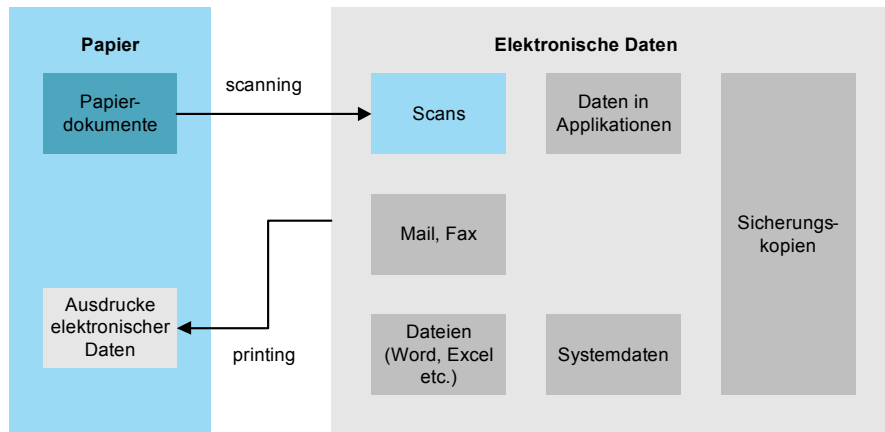 Papier
Papier-
dokumente
Ausdrucke
elektronischer
Daten
scanning
printing
Elektronische Daten
Scans
Daten in
Applikationen
Mail, Fax
Dateien
(Word, Excel
etc.)
Systemdaten
Sicherungs-
kopien